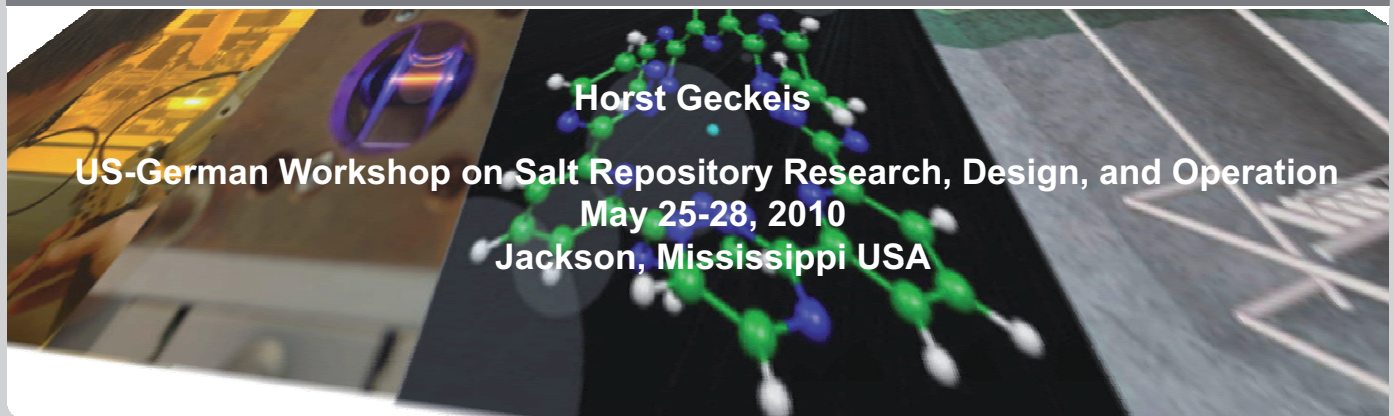 Horst Geckeis
US-German Workshop on Salt Repository Research, Design, and Operation
May 25-28, 2010
Jackson, Mississippi USA